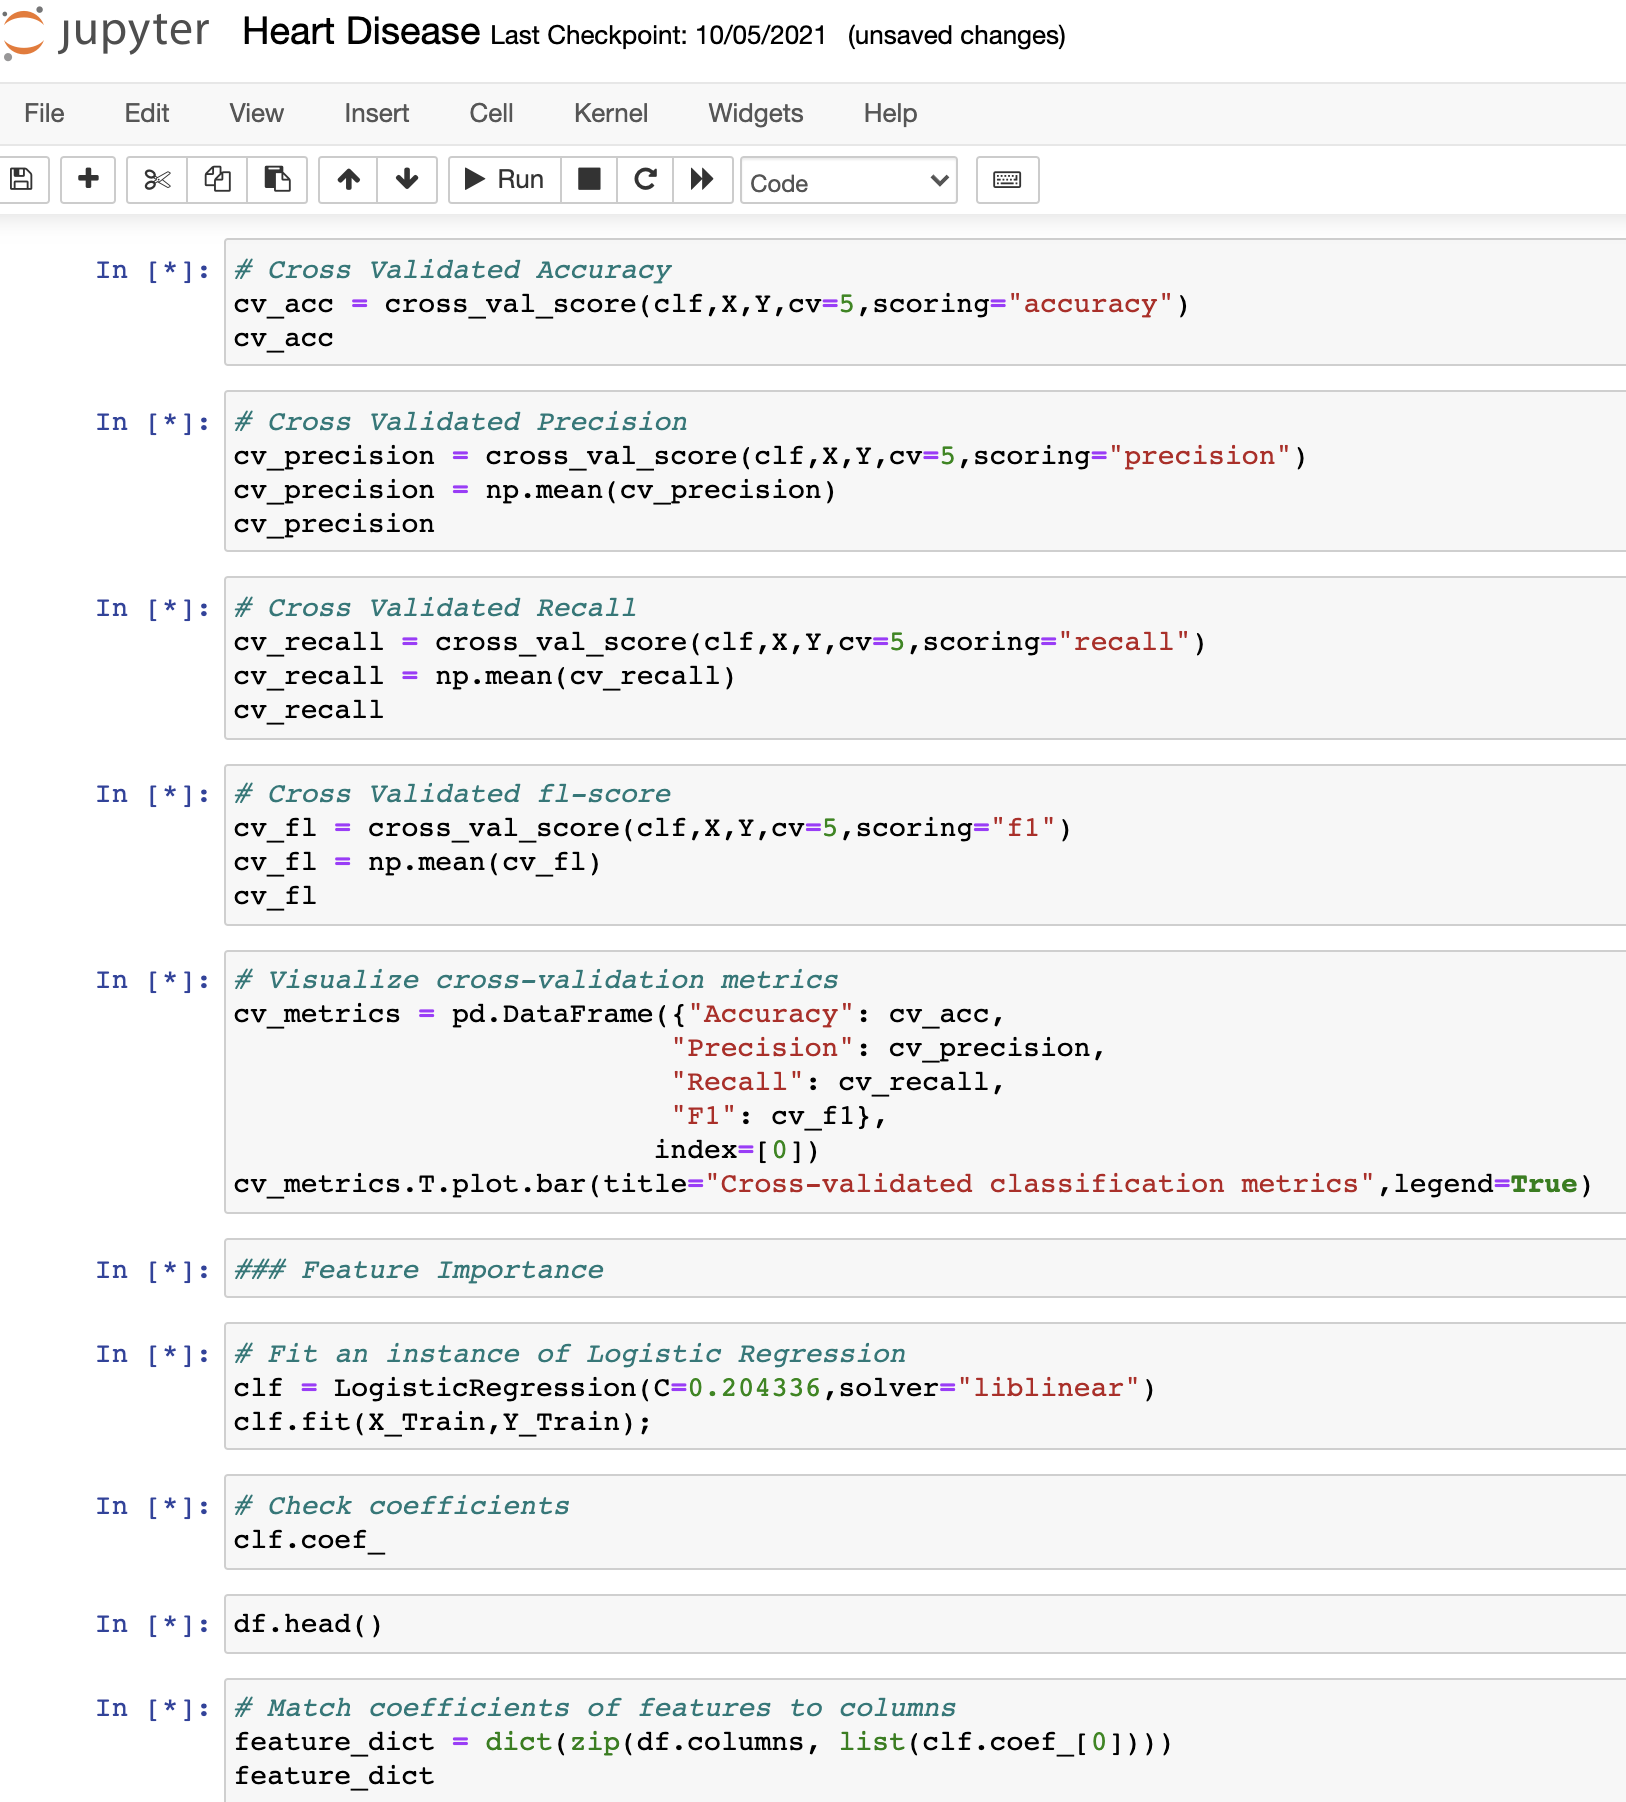 jupyter Heart Disease Last Checkpoint: 10/05/2021 (unsaved changes)
File Edit View Insert Cell Kernel Widgets Help
Run Code
In [*]: # Cross Validated Accuracy
cv_acc = cross_val_score(clf,X,Y,cv=5,scoring="accuracy")
cv_acc
In [*]: # Cross Validated Precision
cv_precision = cross_val_score(clf,X,Y,cv=5,scoring="precision")
cv_precision = np.mean(cv_precision)
cv_precision
In [*]: # Cross Validated Recall
cv_recall = cross_val_score(clf,X,Y,cv=5,scoring="recall")
cv_recall = np.mean(cv_recall)
cv_recall
In [*]: # Cross Validated fl-score
cv_fl = cross_val_score(clf,X,Y,cv=5,scoring="f1")
cv_fl = np.mean(cv_fl)
cv_fl
In [*]: # Visualize cross-validation metrics
cv_metrics = pd.DataFrame({"Accuracy": cv_acc,
"Precision": cv_precision,
"Recall": cv_recall,
"F1": cv_f1},
index=[0])
cv_metrics.T.plot.bar(title="Cross-validated classification metrics",legend=True)
In [*]: ### Feature Importance
In [*]: # Fit an instance of Logistic Regression
clf = LogisticRegression(C=0.204336,solver="liblinear")
clf.fit(X_Train,Y_Train);
In [*]: # Check coefficients
clf.coef_
In [*]: df.head()
In [*]: # Match coefficients of features to columns
feature_dict = dict(zip(df.columns, list(clf.coef_[0])))
feature_dict